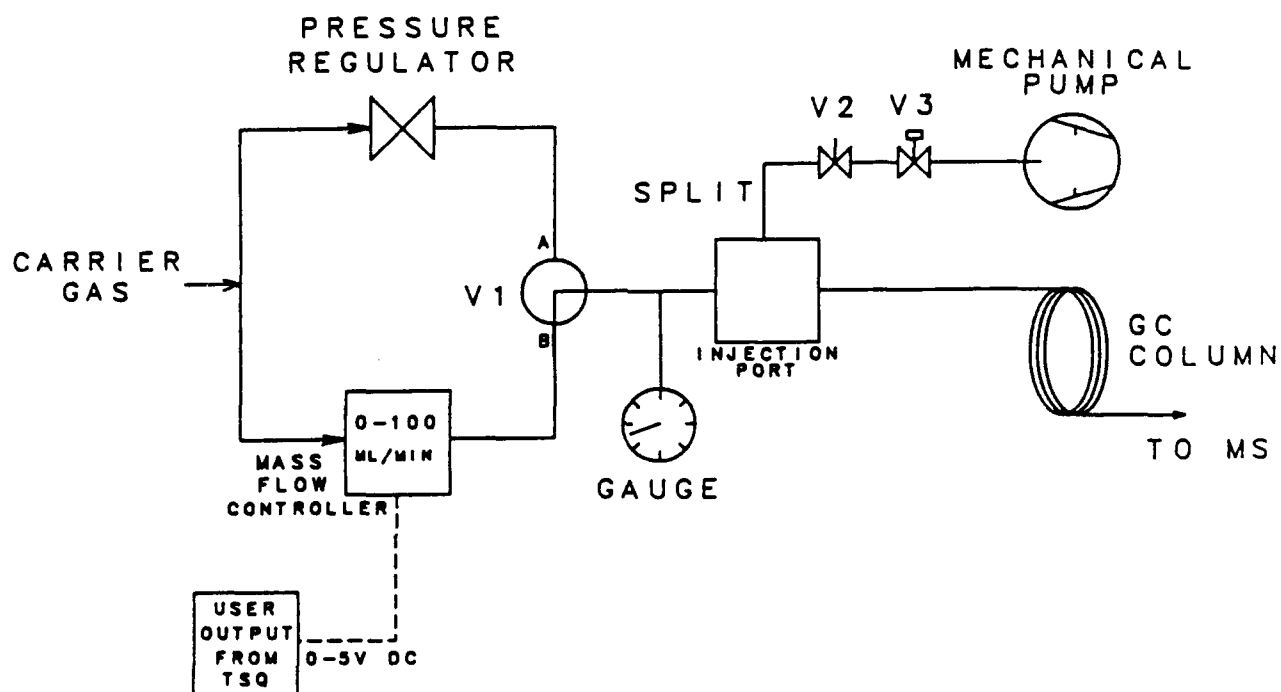 PRESSURE
REGULATOR
MECHANICAL
PUMP
V2
V3
SPLIT
A
CARRIER
GAS
V1
B
INJECTION
PORT
GC
COLUMN
0-100
ML/MIN
MASS
FLOW
CONTROLLER
GAUGE
TO MS
USER
OUTPUT
FROM
TSQ
0-5V DC